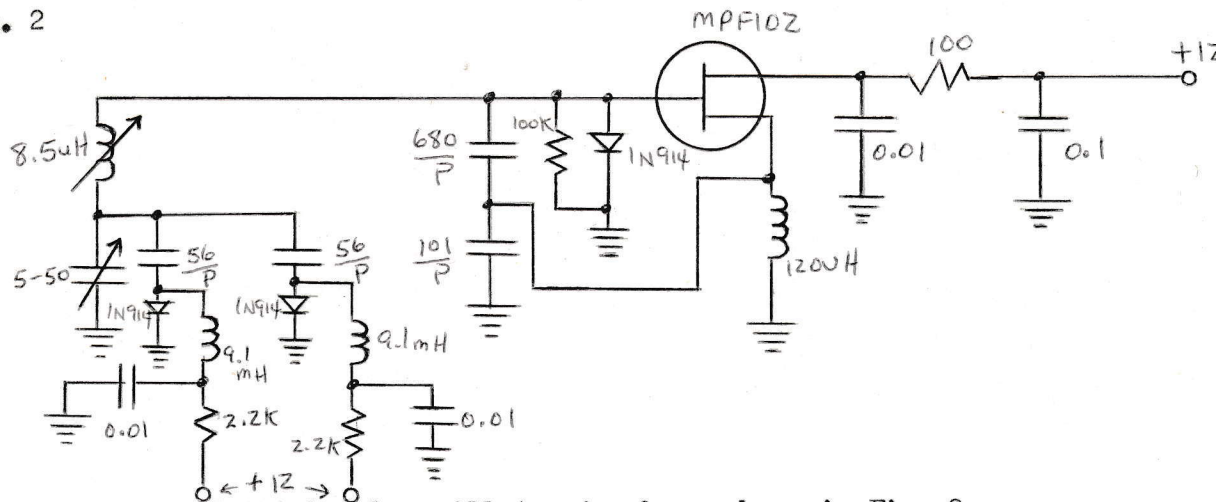 . 2
MPF102
100
+12
8.5uH
680
P
100K
1N914
0.01
0.1
5-50
56
P
56
P
101
P
120UH
1N914
1N914
9.1
mH
9.1mH
0.01
2.2K
2.2K
0.01
← +12 →